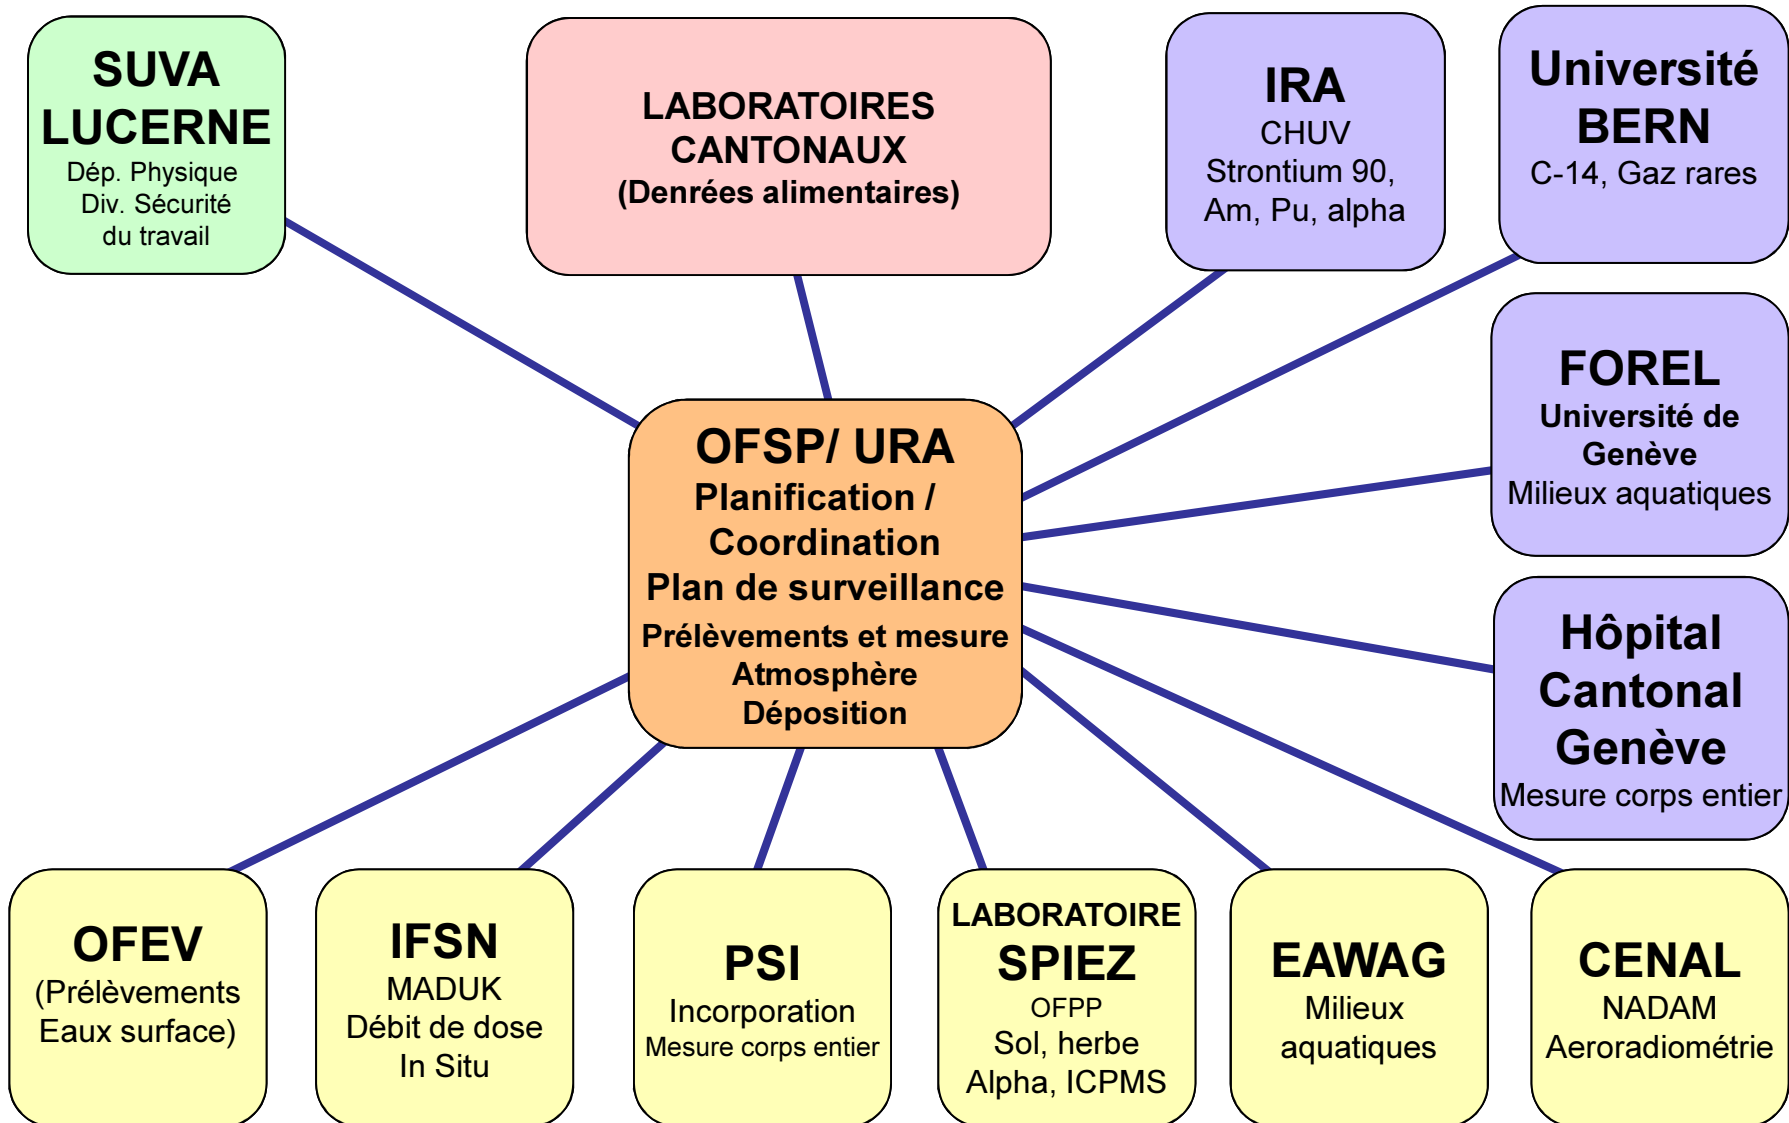 SUVA
LUCERNE
Dép. Physique
Div. Sécurité
du travail
LABORATOIRES
CANTONAUX
(Denrées alimentaires)
IRA
CHUV
Strontium 90,
Am, Pu, alpha
Université
BERN
C-14, Gaz rares
FOREL
Université de
Genève
Milieux aquatiques
OFSP/ URA
Planification /
Coordination
Plan de surveillance
Prélèvements et mesure
Atmosphère
Déposition
Hôpital
Cantonal
Genève
Mesure corps entier
OFEV
(Prélèvements
Eaux surface)
IFSN
MADUK
Débit de dose
In Situ
PSI
Incorporation
Mesure corps entier
LABORATOIRE
SPIEZ
OFPP
Sol, herbe
Alpha, ICPMS
EAWAG
Milieux
aquatiques
CENAL
NADAM
Aeroradiométrie